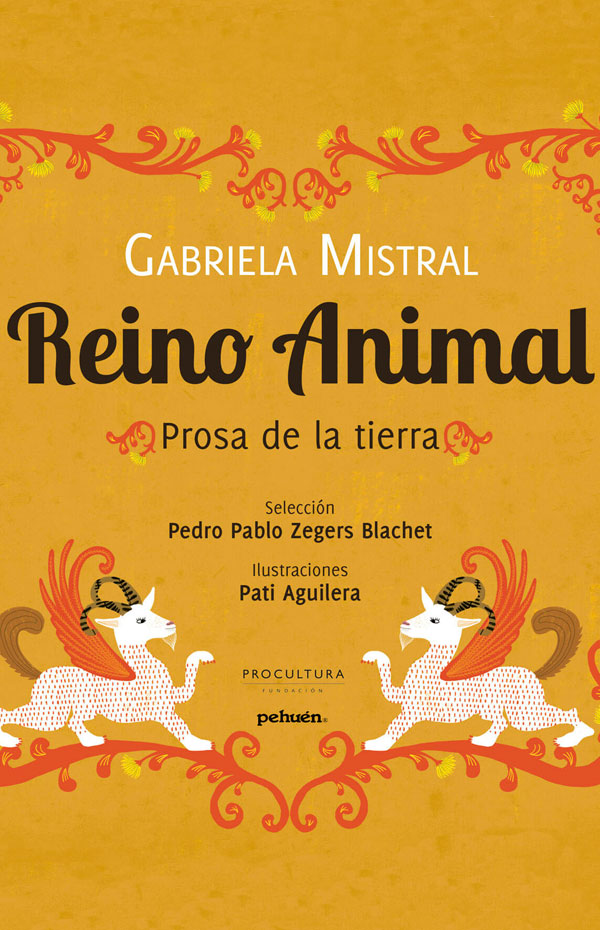 GABRIELA MISTRAL
Reino Animal
Prosa de la tierra
Selección
Pedro Pablo Zegers Blachet
Ilustraciones
Pati Aguilera
PROCULTURA
FUNDACIÓN
pehuén®